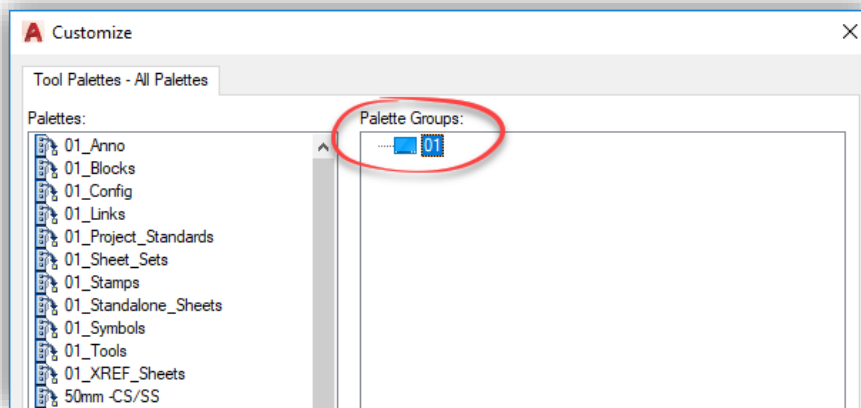 Customize
Tool Palettes - All Palettes
Palettes:
01_Anno
01_Blocks
01_Config
01_Links
01_Project_Standards
01_Sheet_Sets
01_Stamps
01_Standalone_Sheets
01_Symbols
01_Tools
01_XREF_Sheets
50mm -CS/SS
Palette Groups:
01